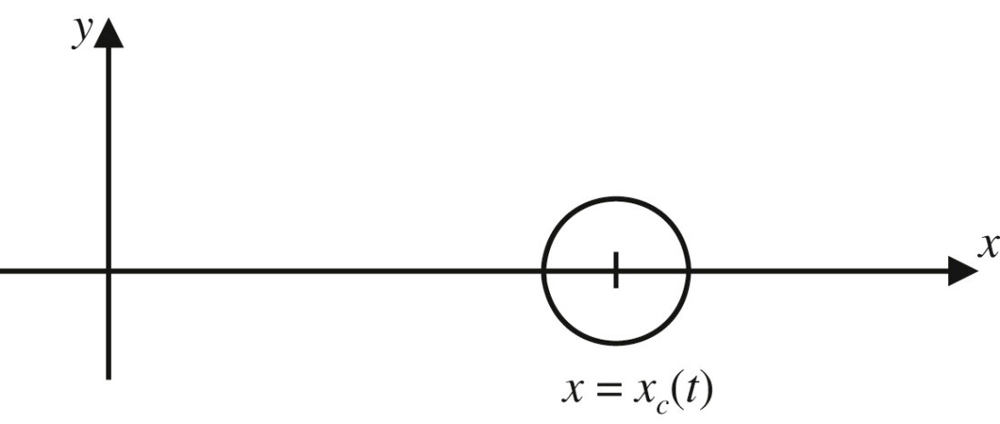 y
x
x = x_c(t)